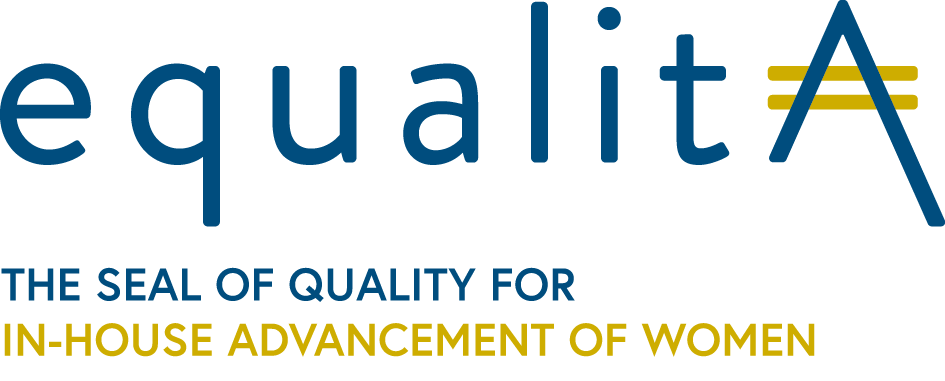 equalitA
THE SEAL OF QUALITY FOR
IN-HOUSE ADVANCEMENT OF WOMEN